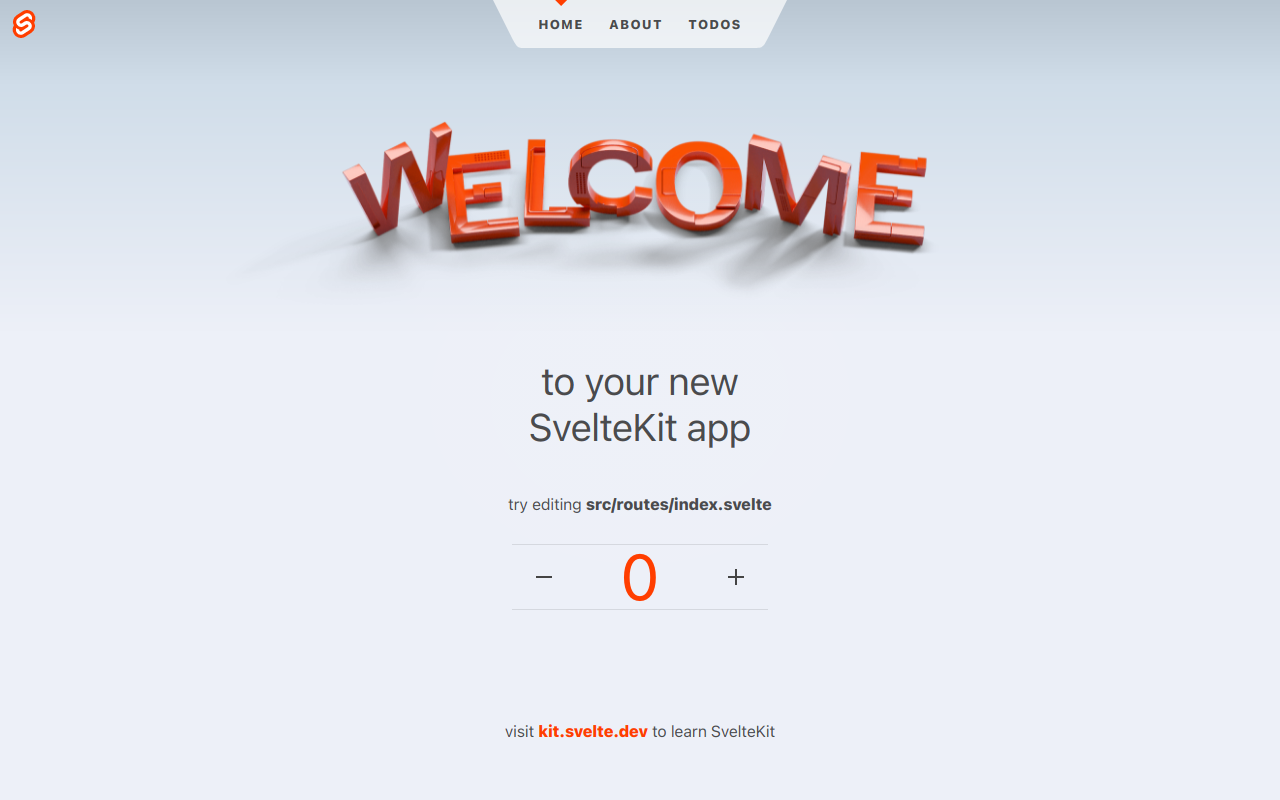 HOME ABOUT TODOS
WELCOME
to your new
SvelteKit app
try editing src/routes/index.svelte
0
visit kit.svelte.dev to learn SvelteKit